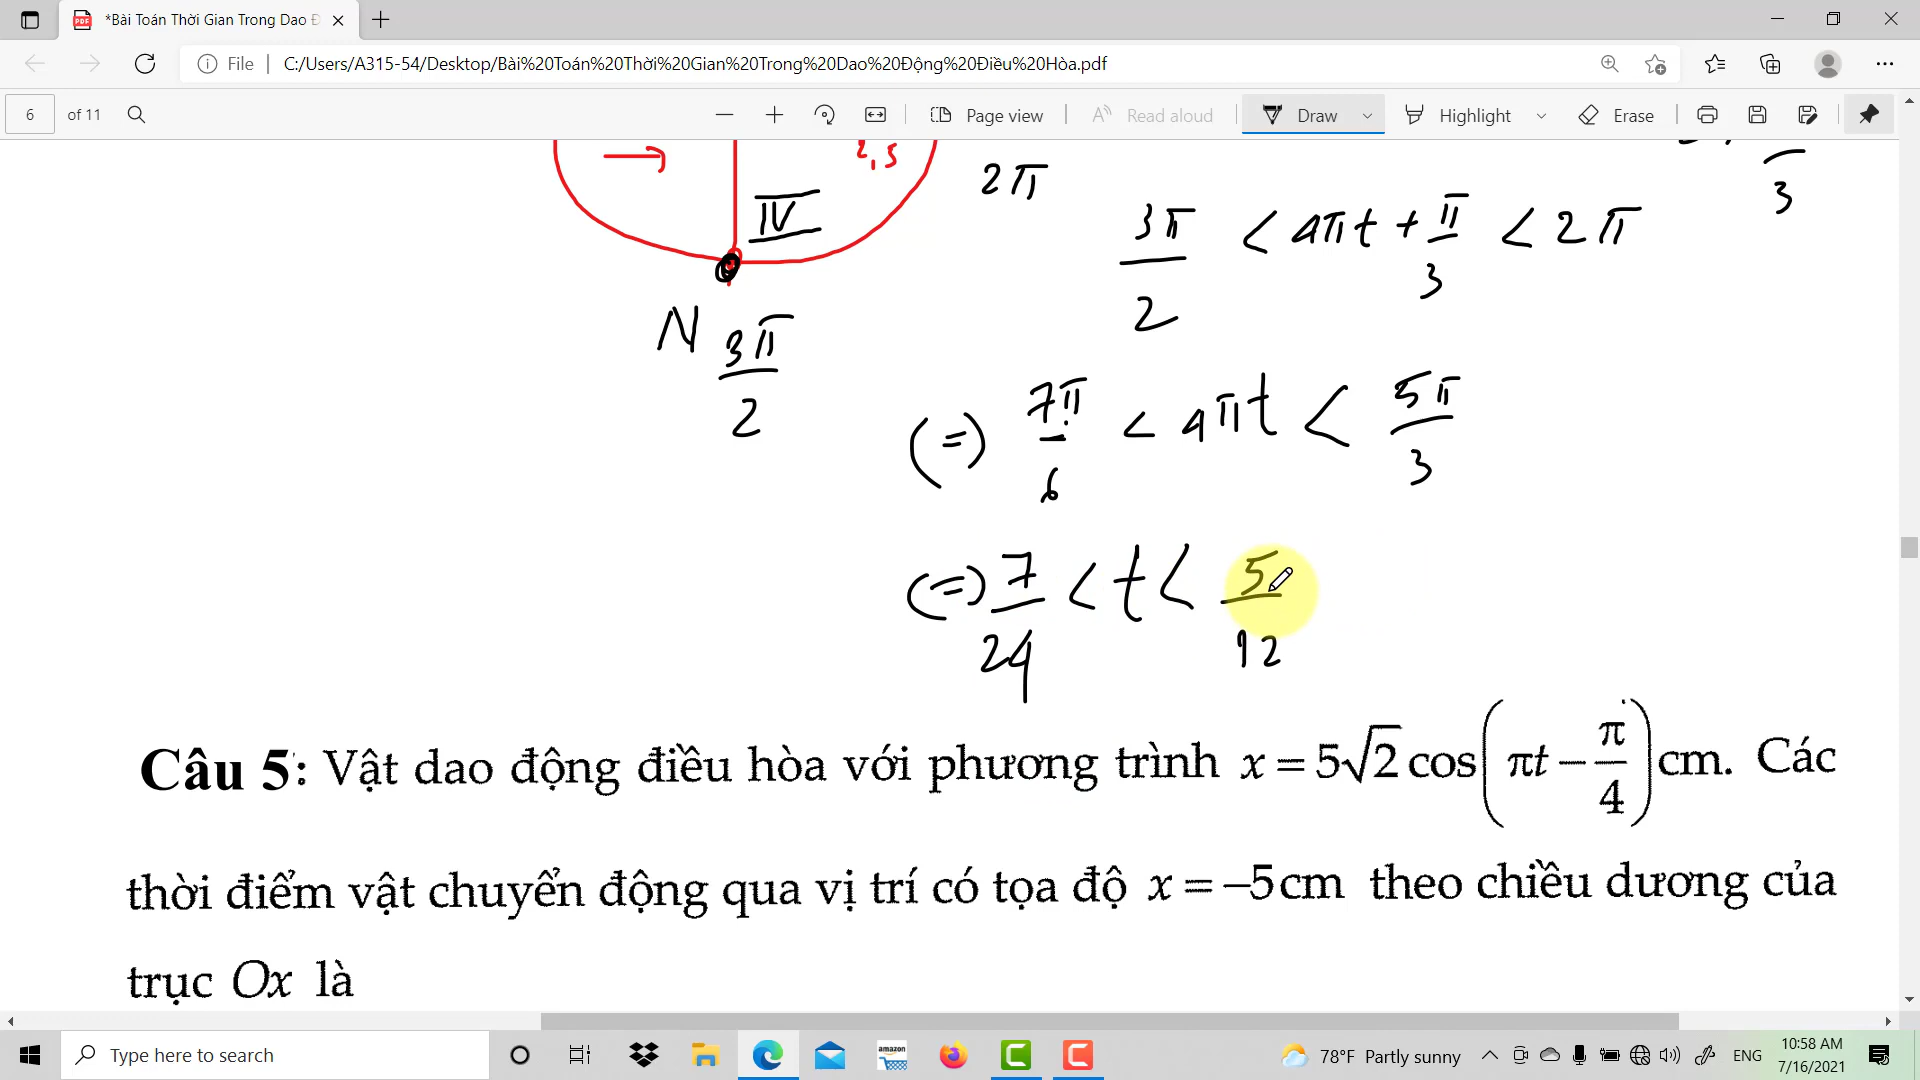 *Bài Toán Thời Gian Trong Dao Đ
File
C:/Users/A315-54/Desktop/Bài%20Toán%20Thời%20Gian%20Trong%20Dao%20Động%20Điều%20Hòa.pdf
6 of 11
Page view
Read aloud
Draw
Highlight
Erase
2,5
IV
2π
3
3π/2 < 4πt + π/3 < 2π
N 3π/2
(=) 7π/6 < 4πt < 5π/3
(=) 7/24 < t < 5/12
Câu 5: Vật dao động điều hòa với phương trình x = 5√2 cos(πt − π/4) cm. Các
thời điểm vật chuyển động qua vị trí có tọa độ x = −5cm theo chiều dương của
trục Ox là
Type here to search
amazon
78°F Partly sunny
ENG
10:58 AM
7/16/2021